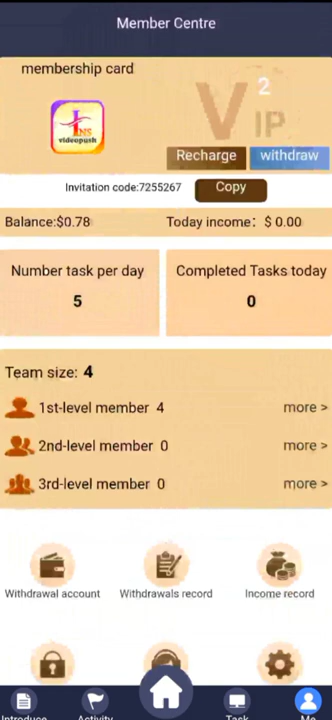 Member Centre
membership card
V 2 IP
INS
videopush
Recharge withdraw
Invitation code:7255267 Copy
Balance:$0.78 Today income: $ 0.00
Number task per day Completed Tasks today
5 0
Team size: 4
1st-level member 4 more >
2nd-level member 0 more >
3rd-level member 0 more >
Withdrawal account Withdrawals record Income record
Introduce Activity Task Me